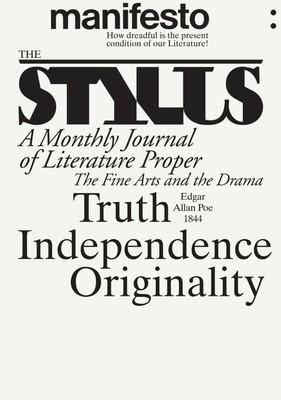 manifesto :
How dreadful is the present
condition of our Literature!
THE
STYLUS
A Monthly Journal
of Literature Proper
The Fine Arts and the Drama
Truth
Edgar
Allan Poe
1844
Independence
Originality